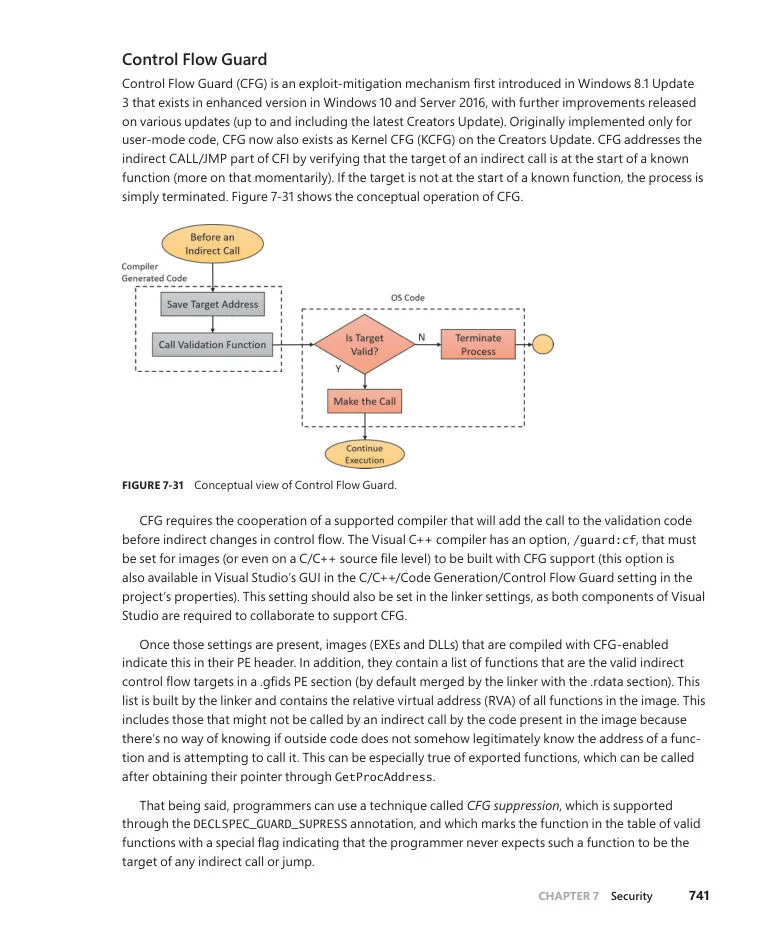 Control Flow Guard
Control Flow Guard (CFG) is an exploit-mitigation mechanism first introduced in Windows 8.1 Update
3 that exists in enhanced version in Windows 10 and Server 2016, with further improvements released
on various updates (up to and including the latest Creators Update). Originally implemented only for
user-mode code, CFG now also exists as Kernel CFG (KCFG) on the Creators Update. CFG addresses the
indirect CALL/JMP part of CFI by verifying that the target of an indirect call is at the start of a known
function (more on that momentarily). If the target is not at the start of a known function, the process is
simply terminated. Figure 7-31 shows the conceptual operation of CFG.
Before an
Indirect Call
Compiler
Generated Code
Save Target Address
Call Validation Function
OS Code
Is Target
Valid?
N
Terminate
Process
Y
Make the Call
Continue
Execution
FIGURE 7-31 Conceptual view of Control Flow Guard.
CFG requires the cooperation of a supported compiler that will add the call to the validation code
before indirect changes in control flow. The Visual C++ compiler has an option, /guard:cf, that must
be set for images (or even on a C/C++ source file level) to be built with CFG support (this option is
also available in Visual Studio's GUI in the C/C++/Code Generation/Control Flow Guard setting in the
project's properties). This setting should also be set in the linker settings, as both components of Visual
Studio are required to collaborate to support CFG.
Once those settings are present, images (EXEs and DLLs) that are compiled with CFG-enabled
indicate this in their PE header. In addition, they contain a list of functions that are the valid indirect
control flow targets in a .gfids PE section (by default merged by the linker with the .rdata section). This
list is built by the linker and contains the relative virtual address (RVA) of all functions in the image. This
includes those that might not be called by an indirect call by the code present in the image because
there's no way of knowing if outside code does not somehow legitimately know the address of a func-
tion and is attempting to call it. This can be especially true of exported functions, which can be called
after obtaining their pointer through GetProcAddress.
That being said, programmers can use a technique called CFG suppression, which is supported
through the DECLSPEC_GUARD_SUPRESS annotation, and which marks the function in the table of valid
functions with a special flag indicating that the programmer never expects such a function to be the
target of any indirect call or jump.
CHAPTER 7 Security 741